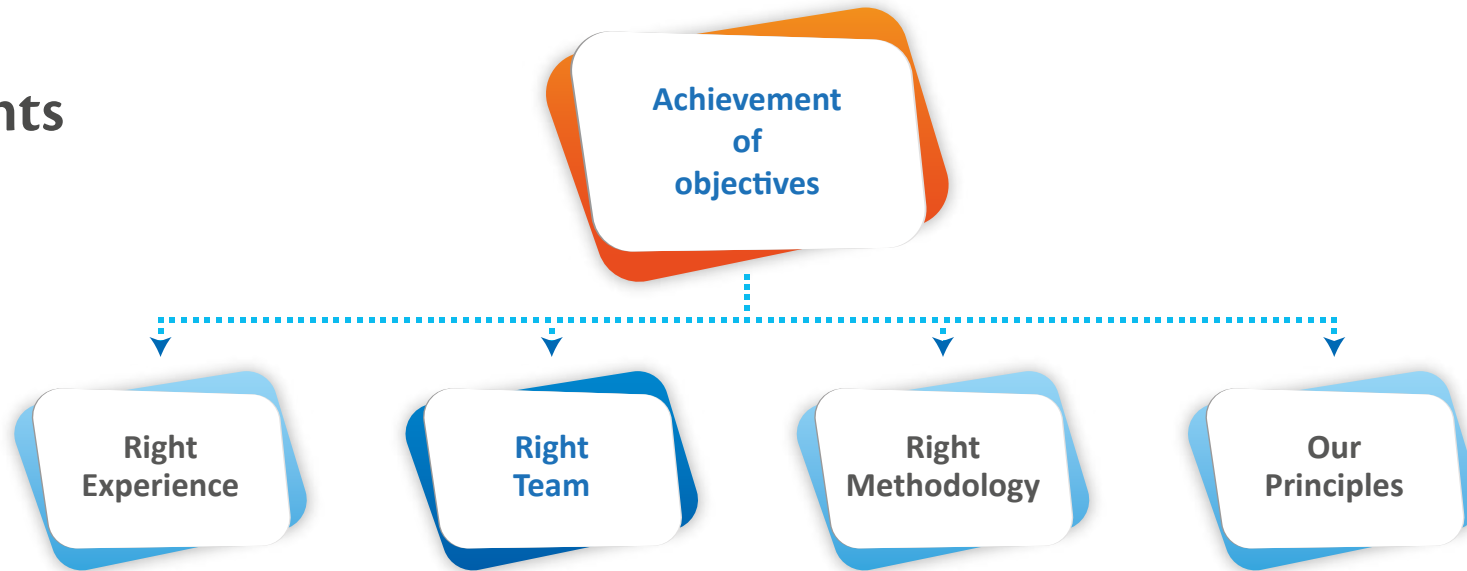 nts
Achievement
of
objectives
Right
Experience
Right
Team
Right
Methodology
Our
Principles